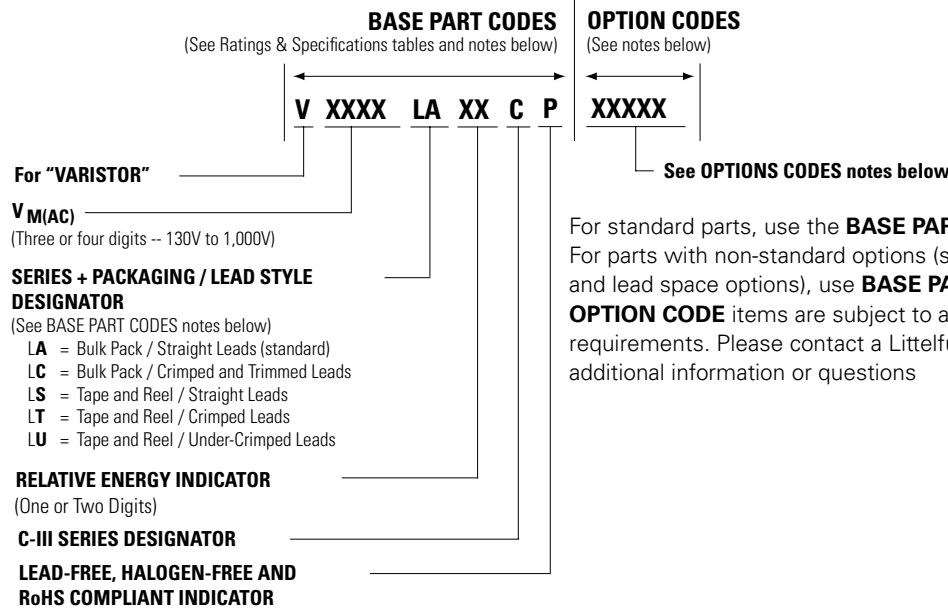 BASE PART CODES
(See Ratings & Specifications tables and notes below)
OPTION CODES
(See notes below)
V XXXX LA XX C P XXXXX
For "VARISTOR"
See OPTIONS CODES notes below
VM(AC)
(Three or four digits -- 130V to 1,000V)
SERIES + PACKAGING / LEAD STYLE
DESIGNATOR
(See BASE PART CODES notes below)
LA = Bulk Pack / Straight Leads (standard)
LC = Bulk Pack / Crimped and Trimmed Leads
LS = Tape and Reel / Straight Leads
LT = Tape and Reel / Crimped Leads
LU = Tape and Reel / Under-Crimped Leads
RELATIVE ENERGY INDICATOR
(One or Two Digits)
C-III SERIES DESIGNATOR
LEAD-FREE, HALOGEN-FREE AND
RoHS COMPLIANT INDICATOR
For standard parts, use the BASE PAR
For parts with non-standard options (s
and lead space options), use BASE PA
OPTION CODE items are subject to a
requirements. Please contact a Littelfu
additional information or questions